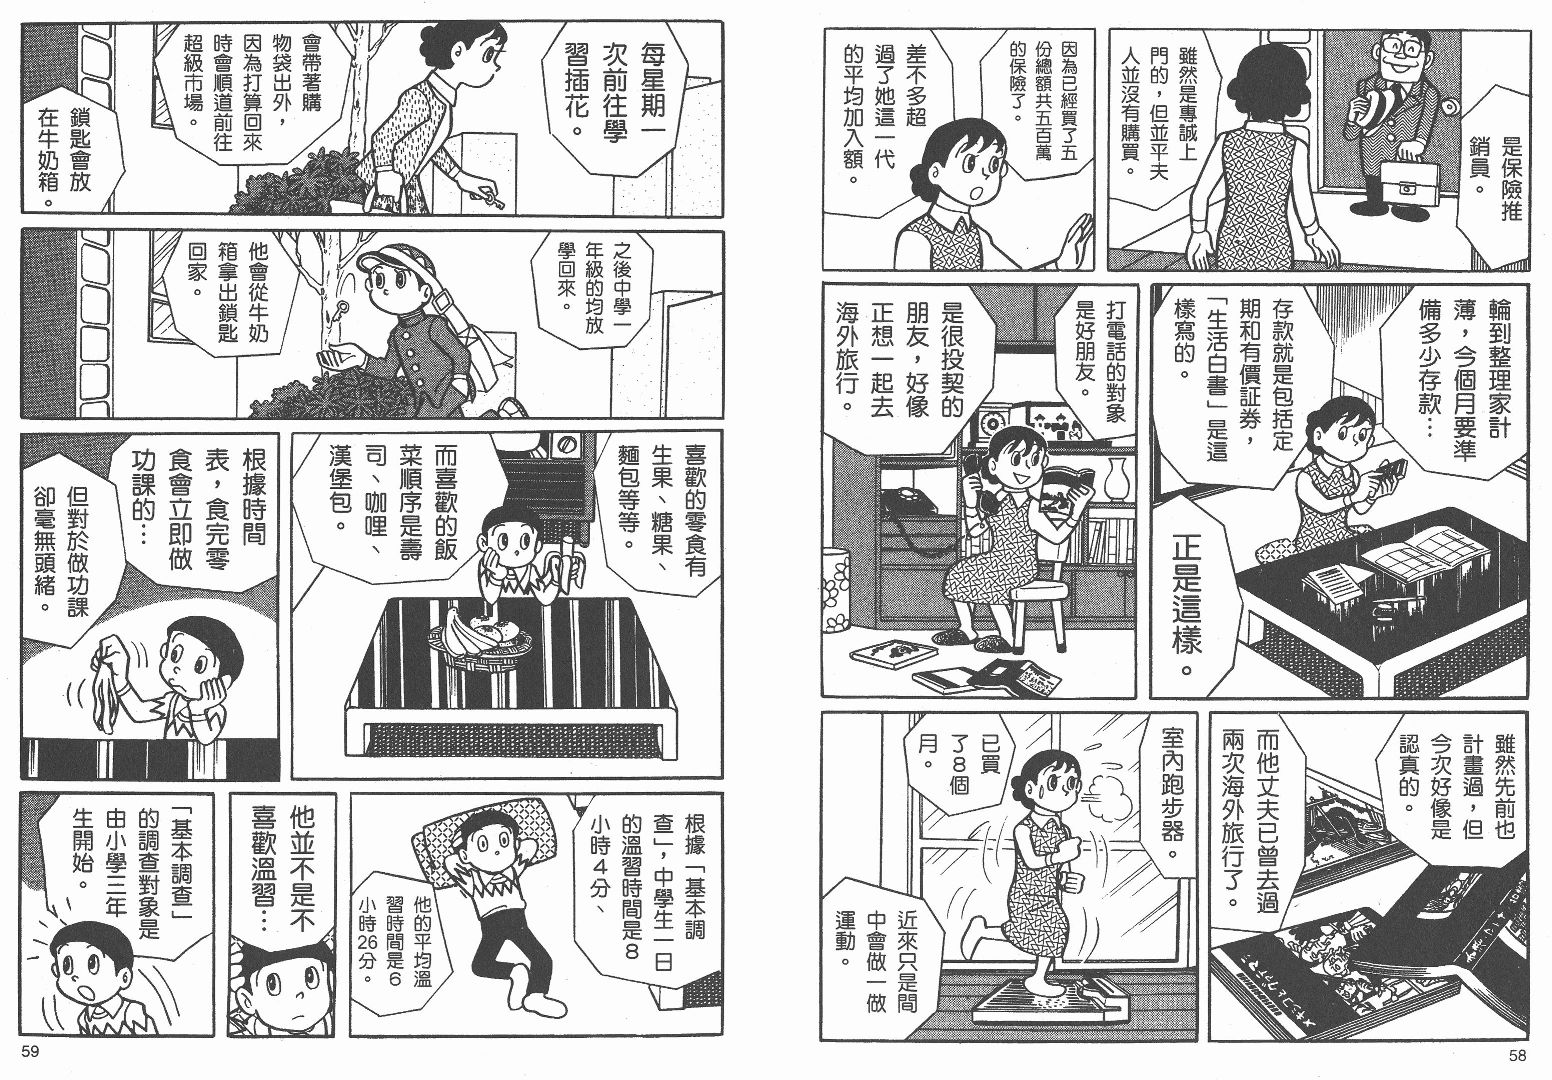 是保險推
銷員。
雖然是專誠上
門的，但並平夫
人並沒有購買。
因為已經買了五
份總額共五百萬
的保險了。
差不多超
過了她這一代
的平均加入額。
輪到整理家計
薄，今個月要準
備多少存款…
存款就是包括定
期和有價証券，
「生活白書」是這
樣寫的。
正是這樣。
打電話的對象
是好朋友。
是很投契的
朋友，好像
正想一起去
海外旅行。
雖然先前也
計畫過，但
今次好像是
認真的。
而他丈夫已曾去過
兩次海外旅行了。
室內跑步器。
已買
了8個
月。
近來只是間
中會做一做
運動。
58
每星期一
次前往學
習插花。
會帶著購
物袋出外，
因為打算回來
時會順道前往
超級市場。
鎖匙會放
在牛奶箱。
之後中學一
年級的均放
學回來。
他會從牛奶
箱拿出鎖匙
回家。
喜歡的零食有
生果、糖果、
麵包等等。
而喜歡的飯
菜順序是壽
司、咖哩、
漢堡包。
根據時間
表，食完零
食會立即做
功課的…
但對於做功課
卻毫無頭緒。
根據「基本調
查」，中學生一日
的溫習時間是8
小時4分、
他的平均溫
習時間是6
小時26分。
他並不是不
喜歡溫習…
「基本調查」
的調查對象是
由小學三年
生開始。
59